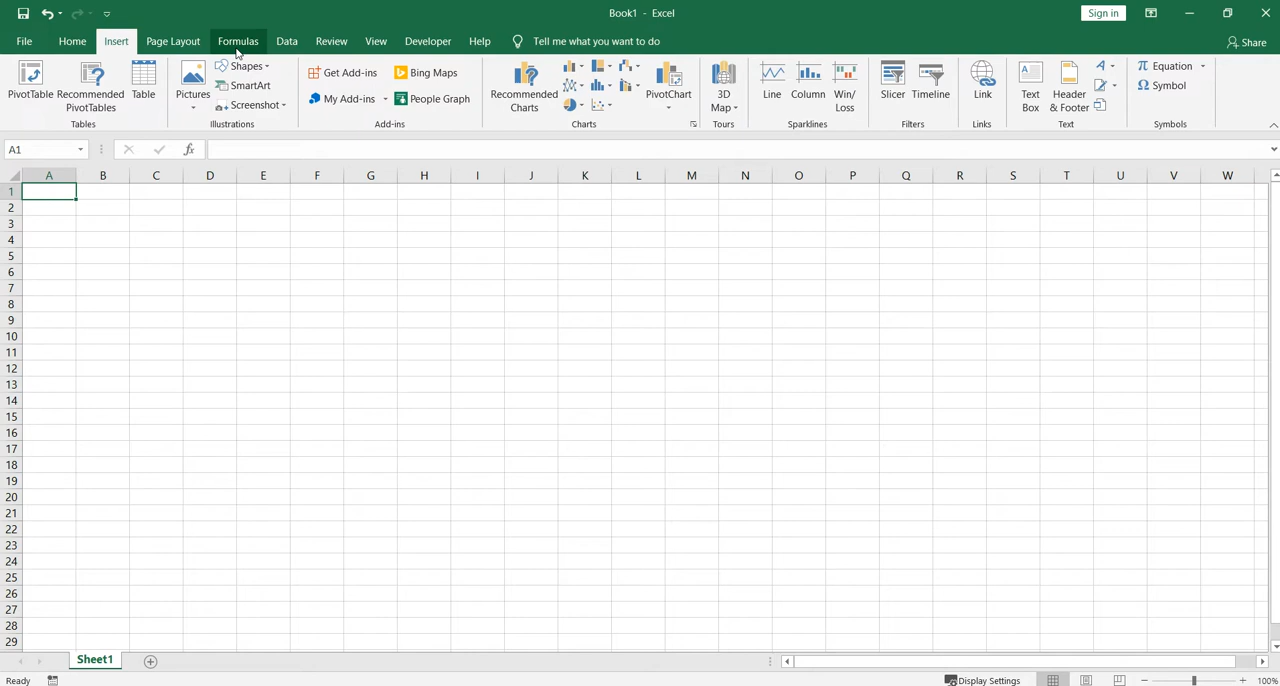 Book1 - Excel
Sign in
File Home Insert Page Layout Formulas Data Review View Developer Help Tell me what you want to do Share
PivotTable
Recommended
PivotTables
Table
Tables
Pictures
Shapes
SmartArt
Screenshot
Illustrations
Get Add-ins
My Add-ins
Bing Maps
People Graph
Add-ins
Recommended
Charts
PivotChart
Charts
3D
Map
Tours
Line
Column
Win/
Loss
Sparklines
Slicer
Timeline
Filters
Link
Links
Text
Box
Header
& Footer
Text
Equation
Symbol
Symbols
A1 fx
A B C D E F G H I J K L M N O P Q R S T U V W
1
2
3
4
5
6
7
8
9
10
11
12
13
14
15
16
17
18
19
20
21
22
23
24
25
26
27
28
29
Sheet1
Ready Display Settings 100%